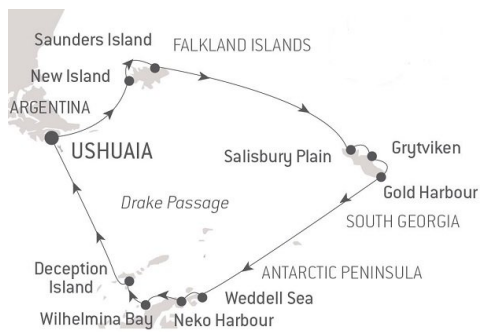 Saunders Island
FALKLAND ISLANDS
New Island
ARGENTINA
USHUAIA
Salisbury Plain
Grytviken
Gold Harbour
Drake Passage
SOUTH GEORGIA
Deception
Island
ANTARCTIC PENINSULA
Weddell Sea
Wilhelmina Bay
Neko Harbour